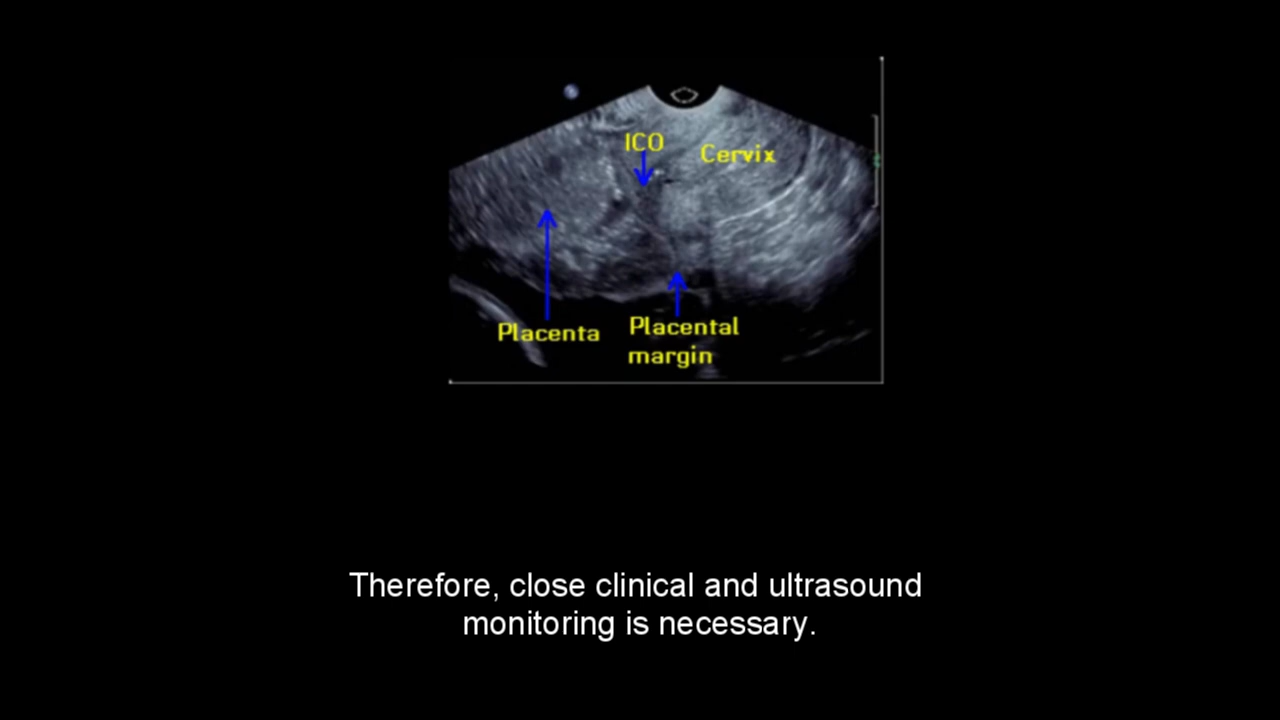 ICO
Cervix
Placenta
Placental
margin
Therefore, close clinical and ultrasound
monitoring is necessary.